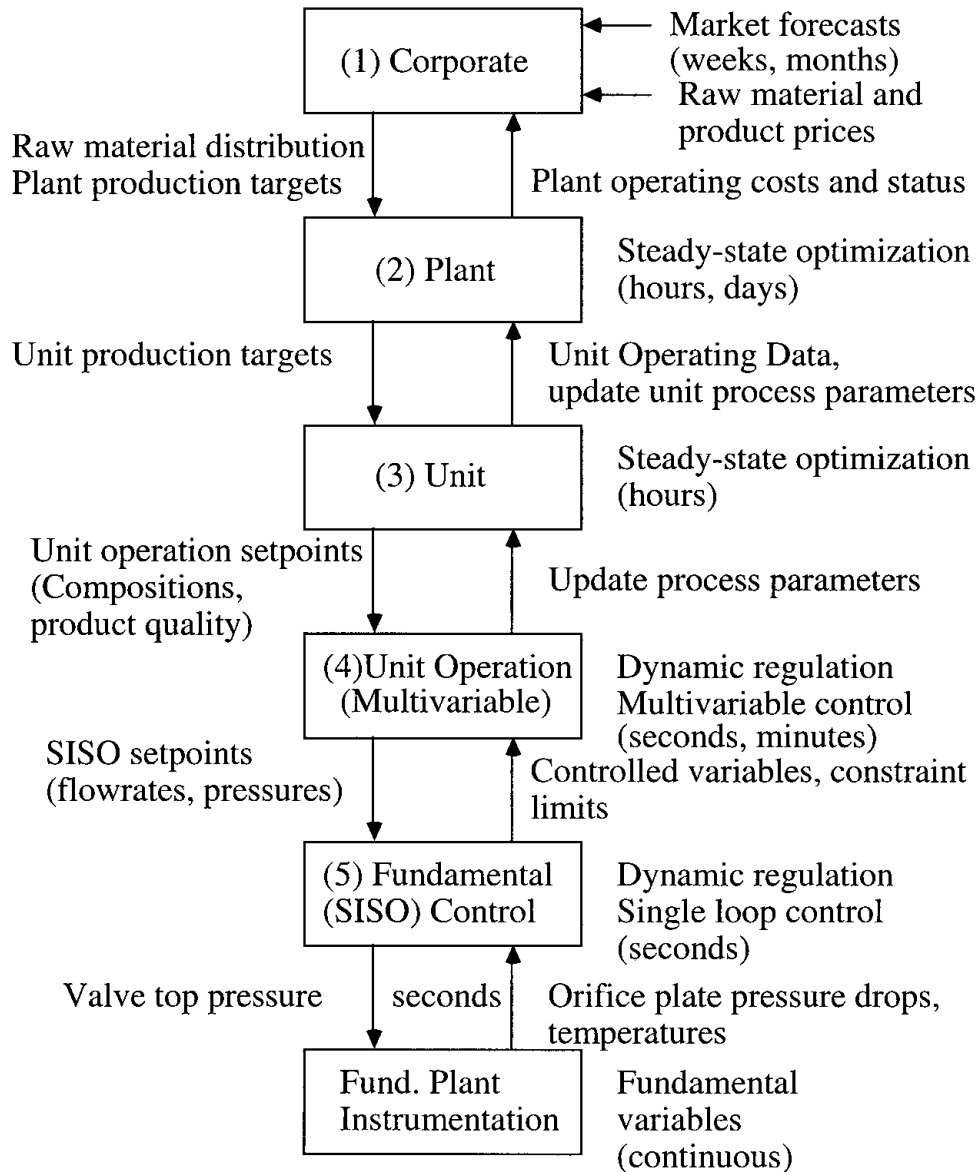 (1) Corporate
Market forecasts
(weeks, months)
Raw material and
product prices
Raw material distribution
Plant production targets
Plant operating costs and status
(2) Plant
Steady-state optimization
(hours, days)
Unit production targets
Unit Operating Data,
update unit process parameters
(3) Unit
Steady-state optimization
(hours)
Unit operation setpoints
(Compositions,
product quality)
Update process parameters
(4)Unit Operation
(Multivariable)
Dynamic regulation
Multivariable control
(seconds, minutes)
SISO setpoints
(flowrates, pressures)
Controlled variables, constraint
limits
(5) Fundamental
(SISO) Control
Dynamic regulation
Single loop control
(seconds)
Valve top pressure
seconds
Orifice plate pressure drops,
temperatures
Fund. Plant
Instrumentation
Fundamental
variables
(continuous)